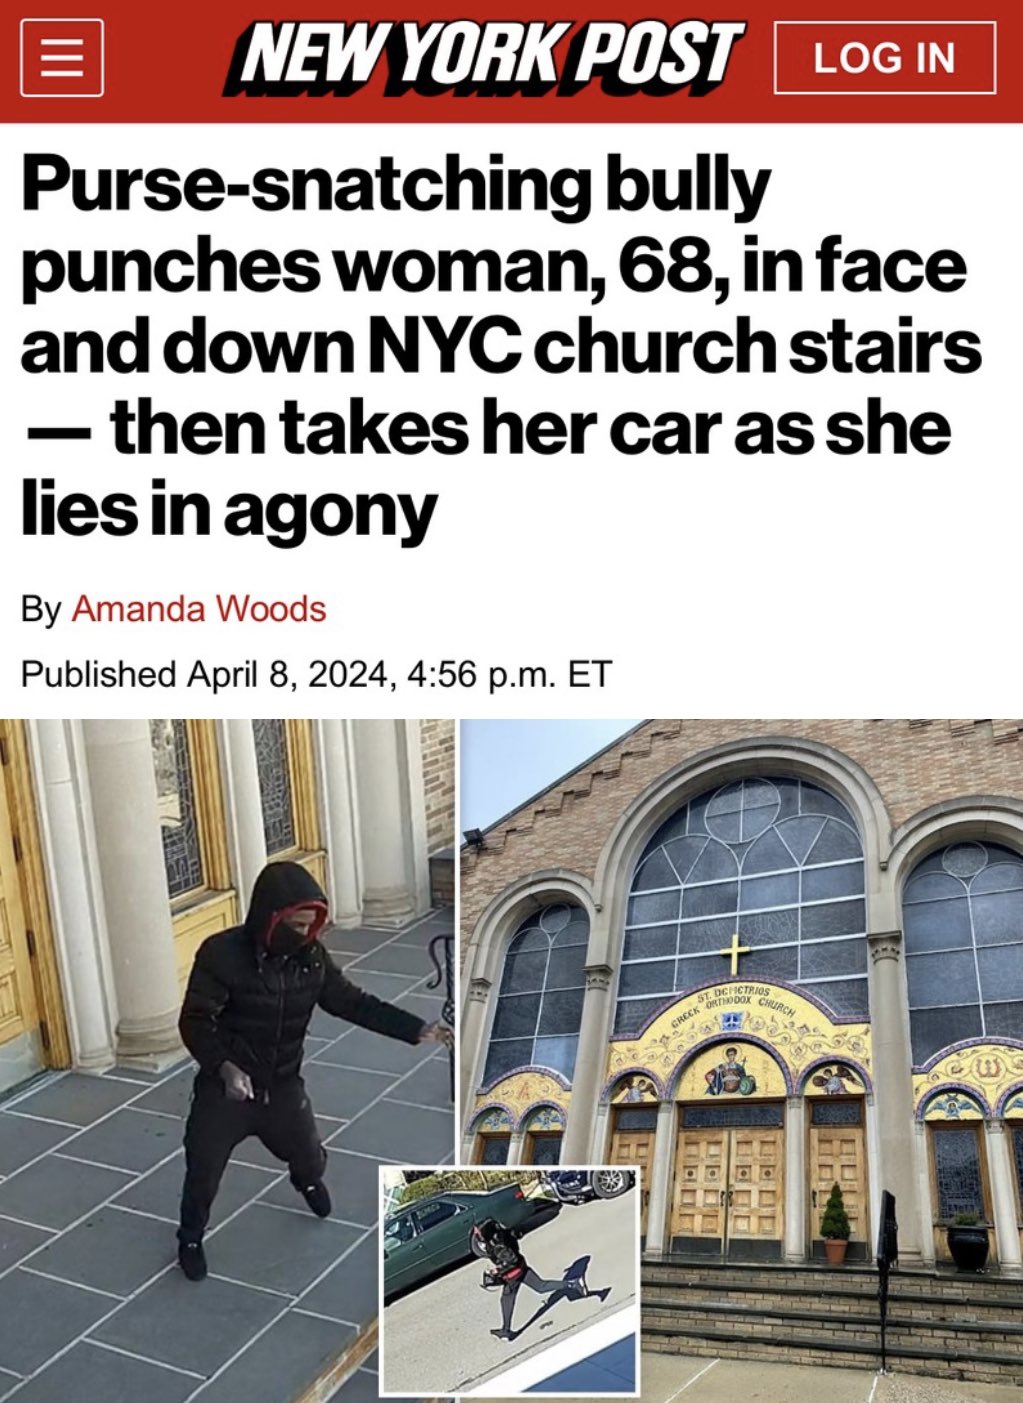 NEW YORK POST
LOG IN
Purse-snatching bully
punches woman, 68, in face
and down NYC church stairs
— then takes her car as she
lies in agony
By Amanda Woods
Published April 8, 2024, 4:56 p.m. ET
ST. DEMETRIOS
GREEK ORTHODOX CHURCH